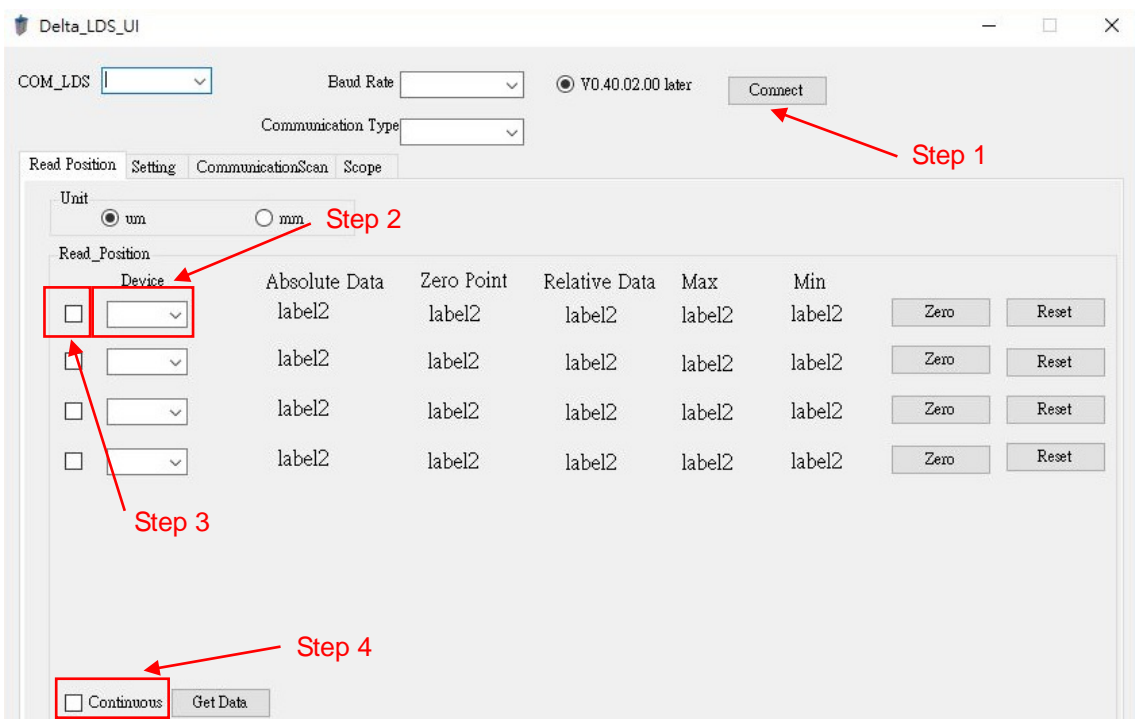 Delta_LDS_UI
COM_LDS Baud Rate V0.40.02.00 later Connect
Communication Type
Step 1
Read Position Setting CommunicationScan Scope
Unit
um mm Step 2
Read_Position
Device Absolute Data Zero Point Relative Data Max Min
label2 label2 label2 label2 label2 Zero Reset
label2 label2 label2 label2 label2 Zero Reset
label2 label2 label2 label2 label2 Zero Reset
label2 label2 label2 label2 label2 Zero Reset
Step 3
Step 4
Continuous Get Data